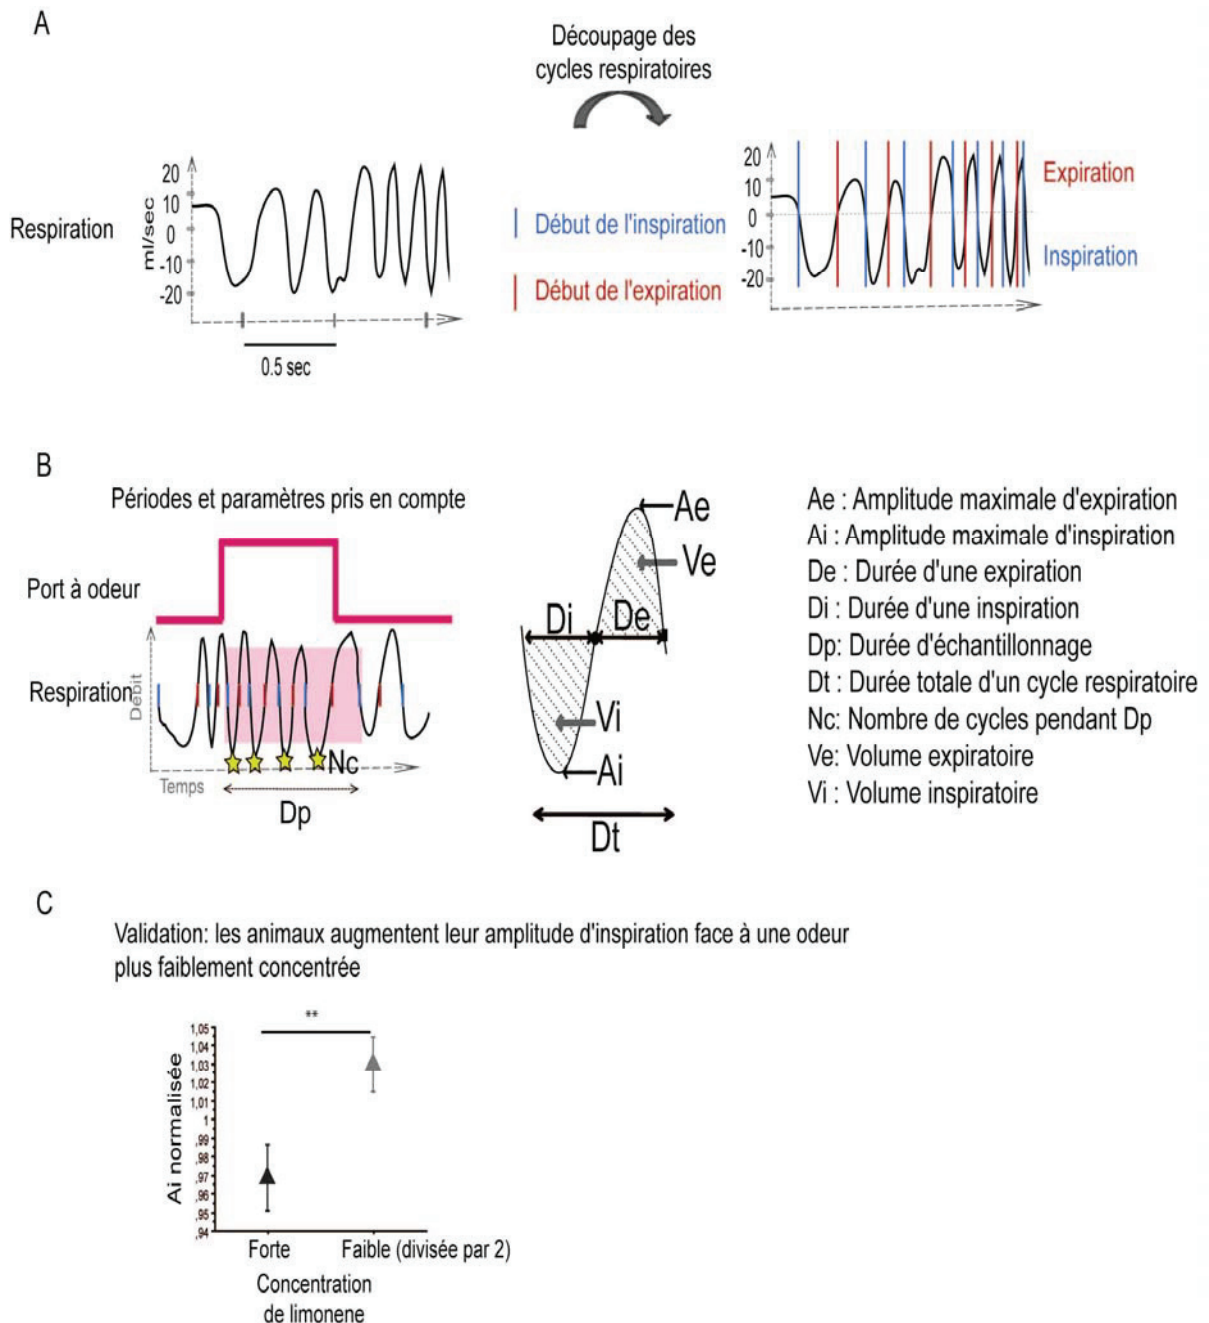 A
Découpage des
cycles respiratoires
Respiration
ml/sec
20
10
0
-10
-20
0.5 sec
Début de l'inspiration
Début de l'expiration
20
10
0
-10
-20
Expiration
Inspiration
B
Périodes et paramètres pris en compte
Port à odeur
Respiration
Débit
Temps
Nc
Dp
Ae
Ve
Di
De
Vi
Ai
Dt
Ae : Amplitude maximale d'expiration
Ai : Amplitude maximale d'inspiration
De : Durée d'une expiration
Di : Durée d'une inspiration
Dp: Durée d'échantillonnage
Dt : Durée totale d'un cycle respiratoire
Nc: Nombre de cycles pendant Dp
Ve: Volume expiratoire
Vi : Volume inspiratoire
C
Validation: les animaux augmentent leur amplitude d'inspiration face à une odeur
plus faiblement concentrée
**
Ai normalisée
1,05
1,04
1,03
1,02
1,01
1
,99
,98
,97
,96
,95
,94
Forte
Faible (divisée par 2)
Concentration
de limonene